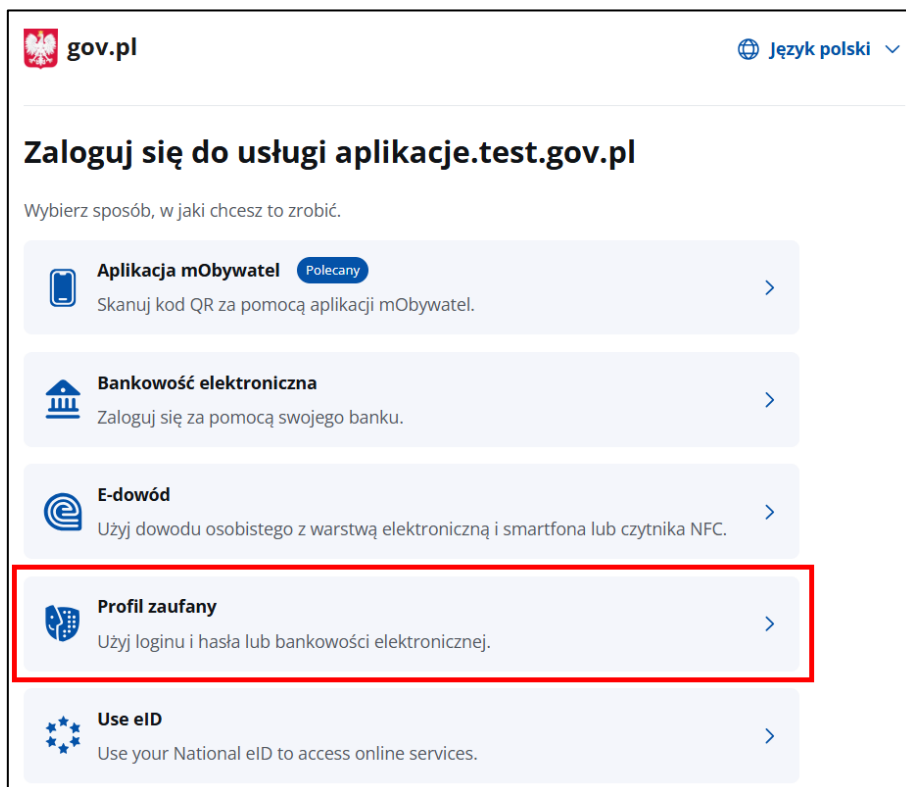 gov.pl
Język polski
Zaloguj się do usługi aplikacje.test.gov.pl
Wybierz sposób, w jaki chcesz to zrobić.
Aplikacja mObywatel Polecany
Skanuj kod QR za pomocą aplikacji mObywatel.
Bankowość elektroniczna
Zaloguj się za pomocą swojego banku.
E-dowód
Użyj dowodu osobistego z warstwą elektroniczną i smartfona lub czytnika NFC.
Profil zaufany
Użyj loginu i hasła lub bankowości elektronicznej.
Use eID
Use your National eID to access online services.